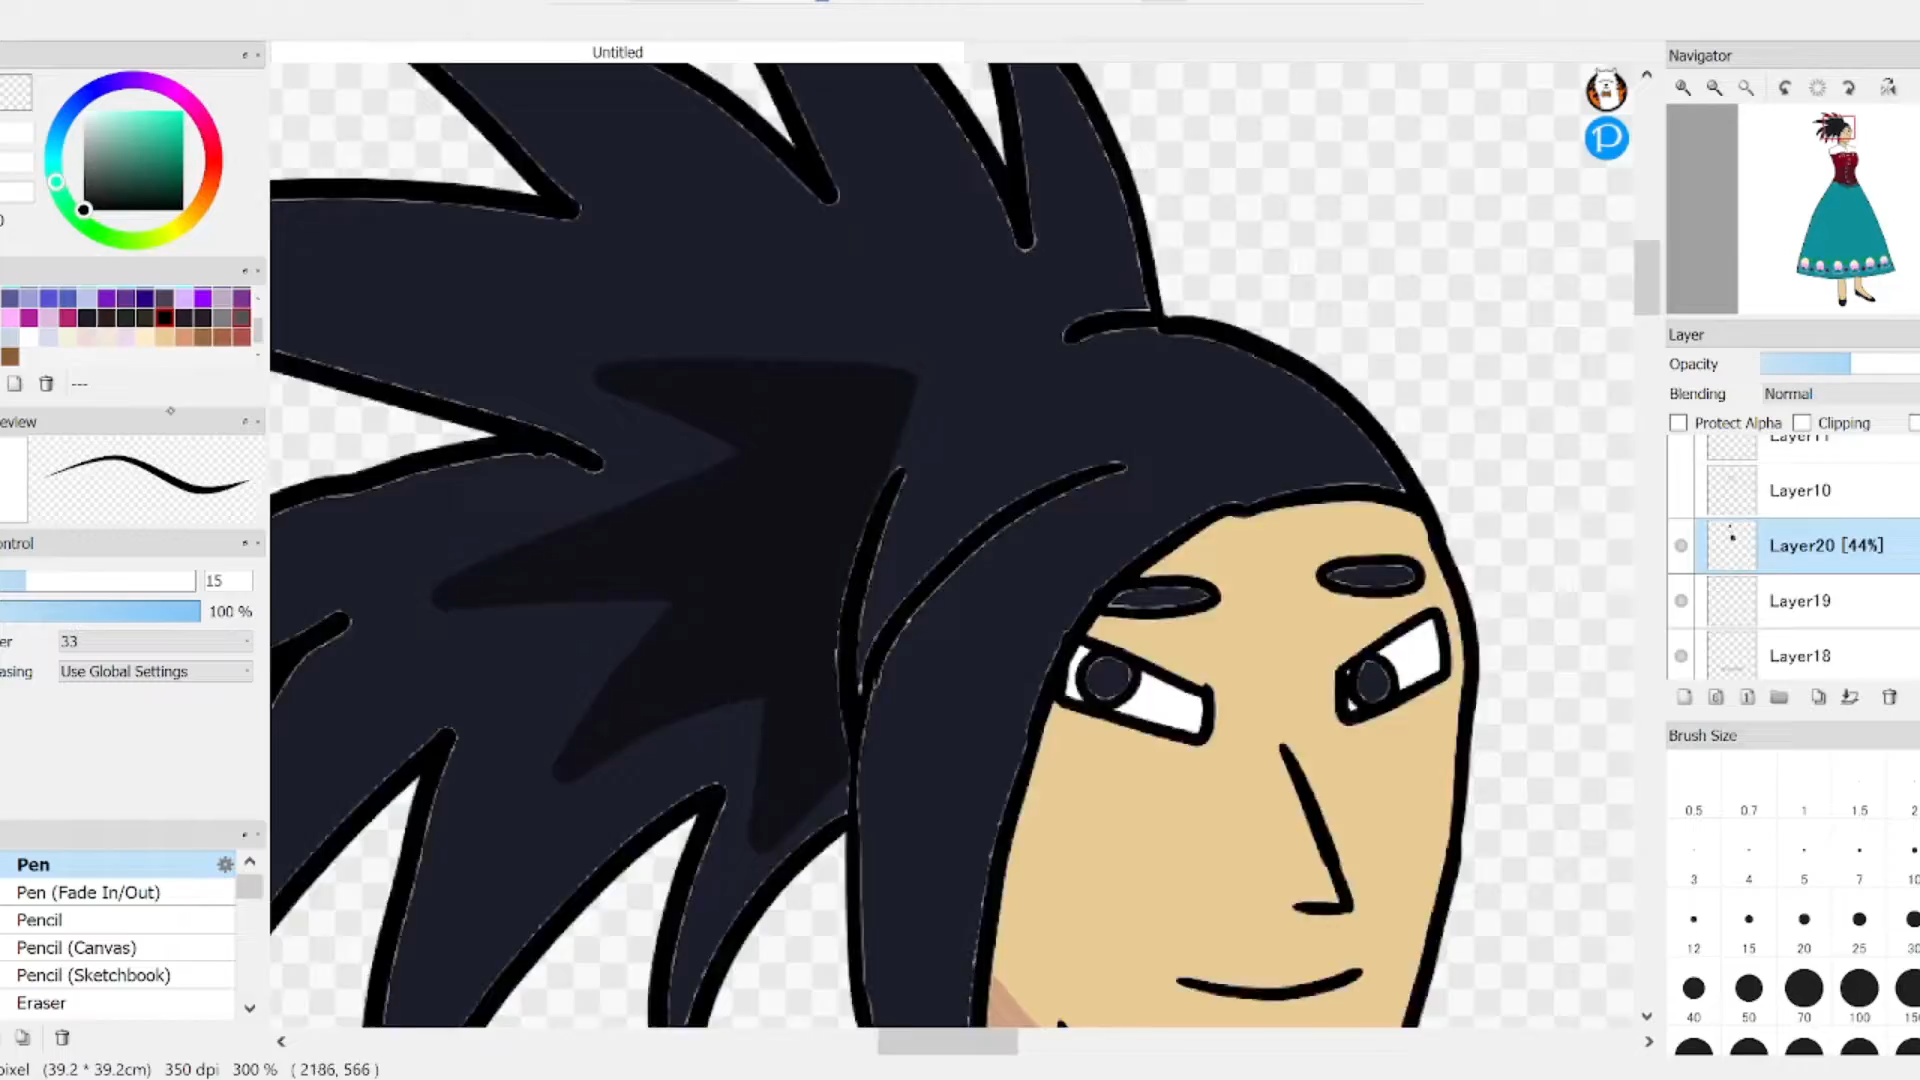 Untitled
Navigator
0
---
eview
ontrol
15
100 %
er
33
asing
Use Global Settings
Pen
Pen (Fade In/Out)
Pencil
Pencil (Canvas)
Pencil (Sketchbook)
Eraser
pixel (39.2 * 39.2cm) 350 dpi 300 % ( 2186, 566 )
Layer
Opacity
Blending Normal
Protect Alpha Clipping
Layer11
Layer10
Layer20 [44%]
Layer19
Layer18
Brush Size
0.5 0.7 1 1.5 2
3 4 5 7 10
12 15 20 25 30
40 50 70 100 150